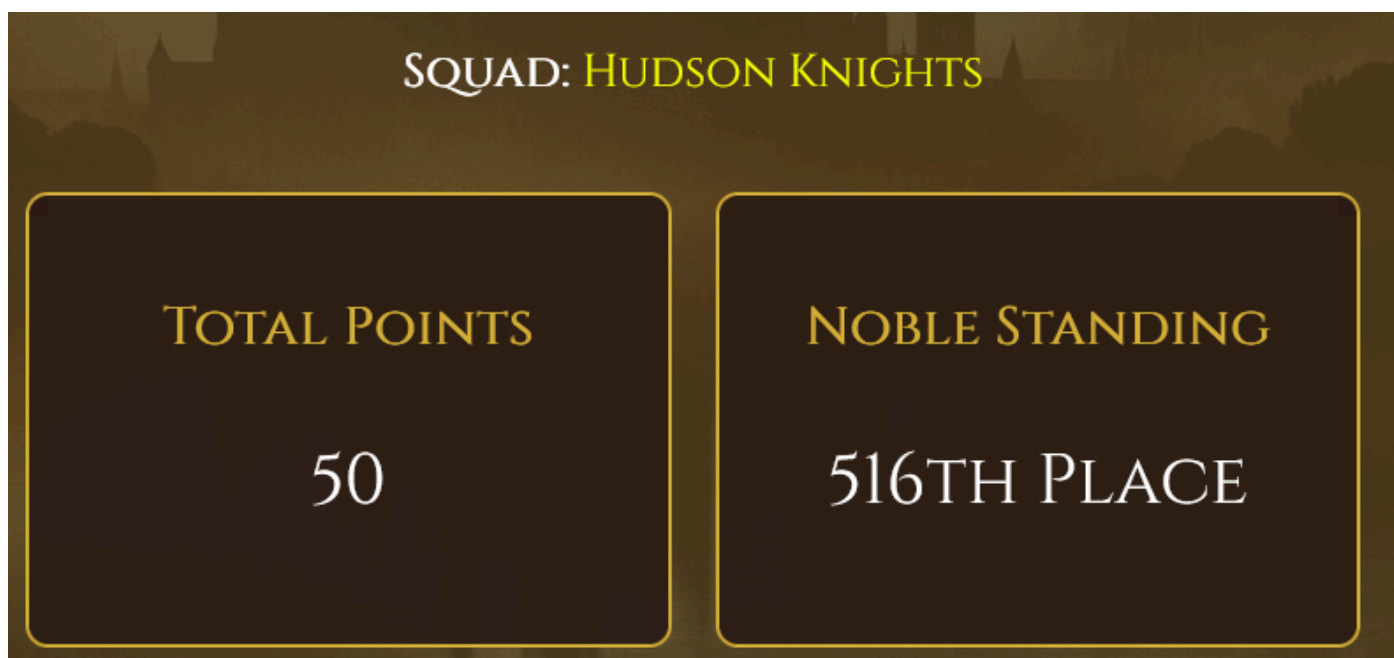 Squad: Hudson Knights
Total Points
Noble Standing
50
516th Place